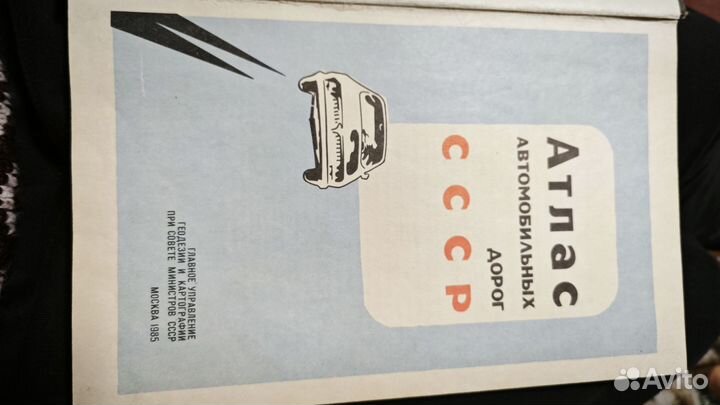 Атлас
АВТОМОБИЛЬНЫХ
ДОРОГ
СССР
ГЛАВНОЕ УПРАВЛЕНИЕ
ГЕОДЕЗИИ И КАРТОГРАФИИ
ПРИ СОВЕТЕ МИНИСТРОВ СССР
МОСКВА 1985
Avito